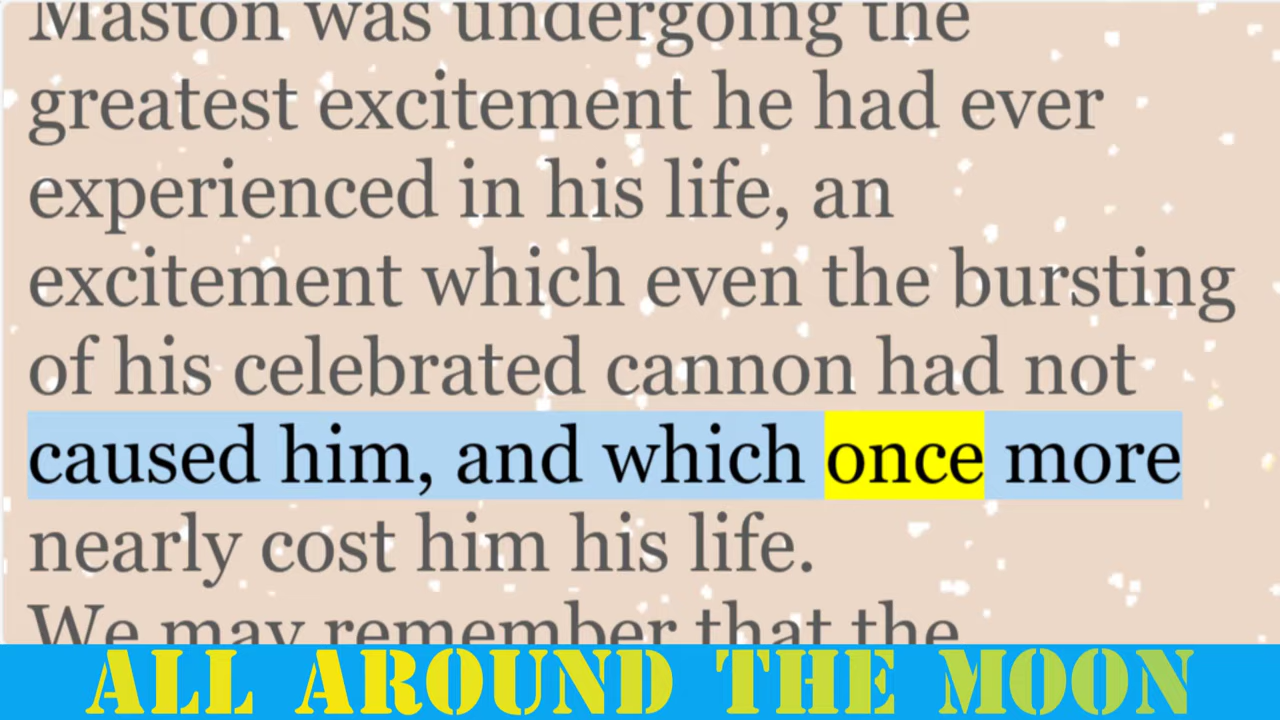 Maston was undergoing the
greatest excitement he had ever
experienced in his life, an
excitement which even the bursting
of his celebrated cannon had not
caused him, and which once more
nearly cost him his life.
We may remember that the
ALL AROUND THE MOON